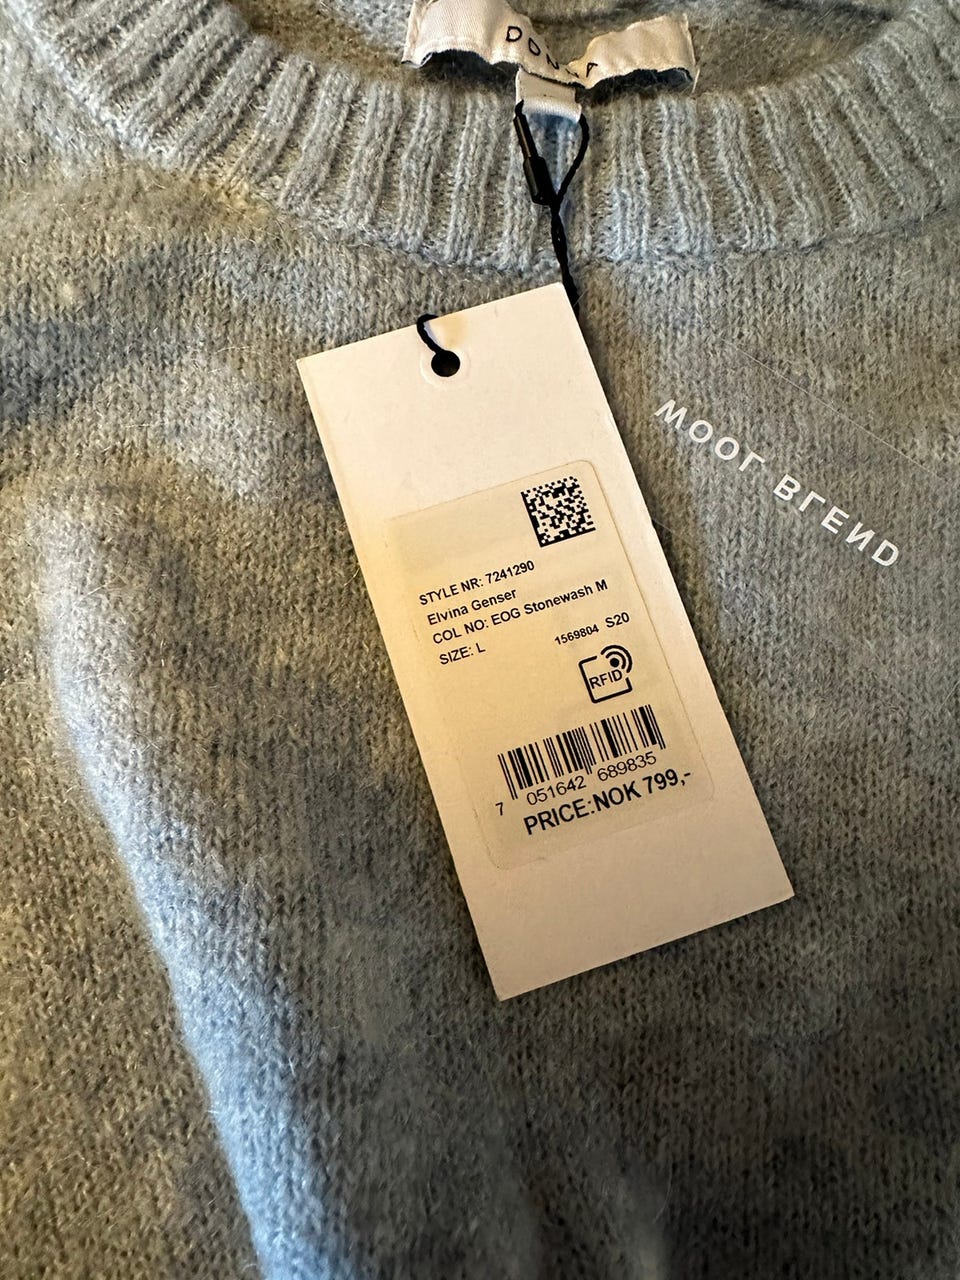 DONNA
WOOL BLEND
STYLE NR: 7241290
Elvina Genser
COL NO: EOG Stonewash M
SIZE: L
1569804 S20
RFID
7 051642 689835
PRICE:NOK 799,-